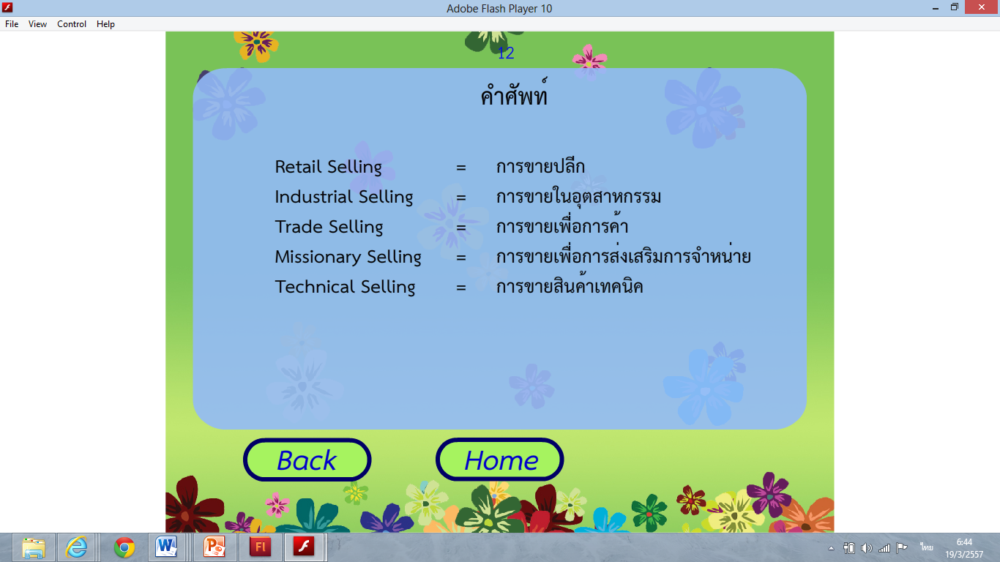 Adobe Flash Player 10
File View Control Help
12
คำศัพท์
Retail Selling = การขายปลีก
Industrial Selling = การขายในอุตสาหกรรม
Trade Selling = การขายเพื่อการค้า
Missionary Selling = การขายเพื่อการส่งเสริมการจำหน่าย
Technical Selling = การขายสินค้าเทคนิค
Back Home
ไทย 6:44
19/3/2557